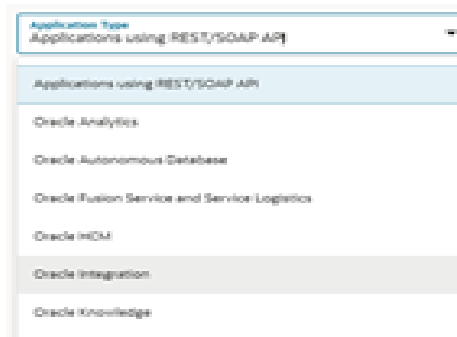 Application Type
Applications using REST/SOAP API
Applications using REST/SOAP API
Oracle Analytics
Oracle Autonomous Database
Oracle Fusion Service and Service Logistics
Oracle HCM
Oracle Integration
Oracle Knowledge